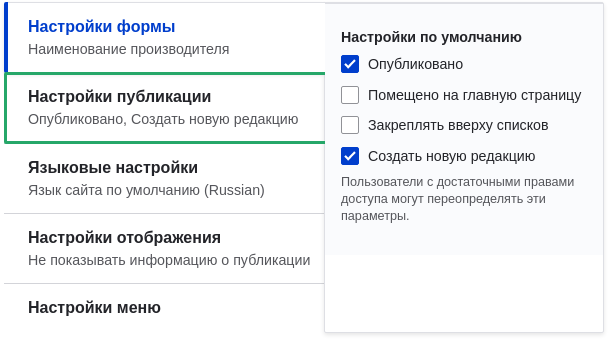 Настройки формы
Наименование производителя
Настройки публикации
Опубликовано, Создать новую редакцию
Языковые настройки
Язык сайта по умолчанию (Russian)
Настройки отображения
Не показывать информацию о публикации
Настройки меню
Настройки по умолчанию
Опубликовано
Помещено на главную страницу
Закреплять вверху списков
Создать новую редакцию
Пользователи с достаточными правами
доступа могут переопределять эти
параметры.